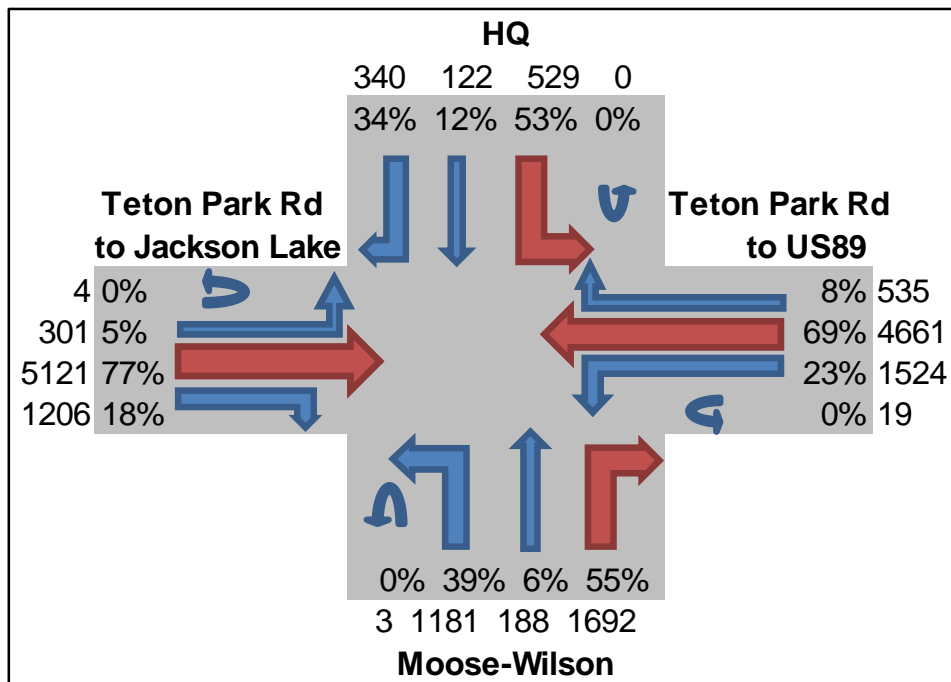 HQ
340 122 529 0
34% 12% 53% 0%
Teton Park Rd
to Jackson Lake
Teton Park Rd
to US89
4 0%
301 5%
5121 77%
1206 18%
8% 535
69% 4661
23% 1524
0% 19
0% 39% 6% 55%
3 1181 188 1692
Moose-Wilson